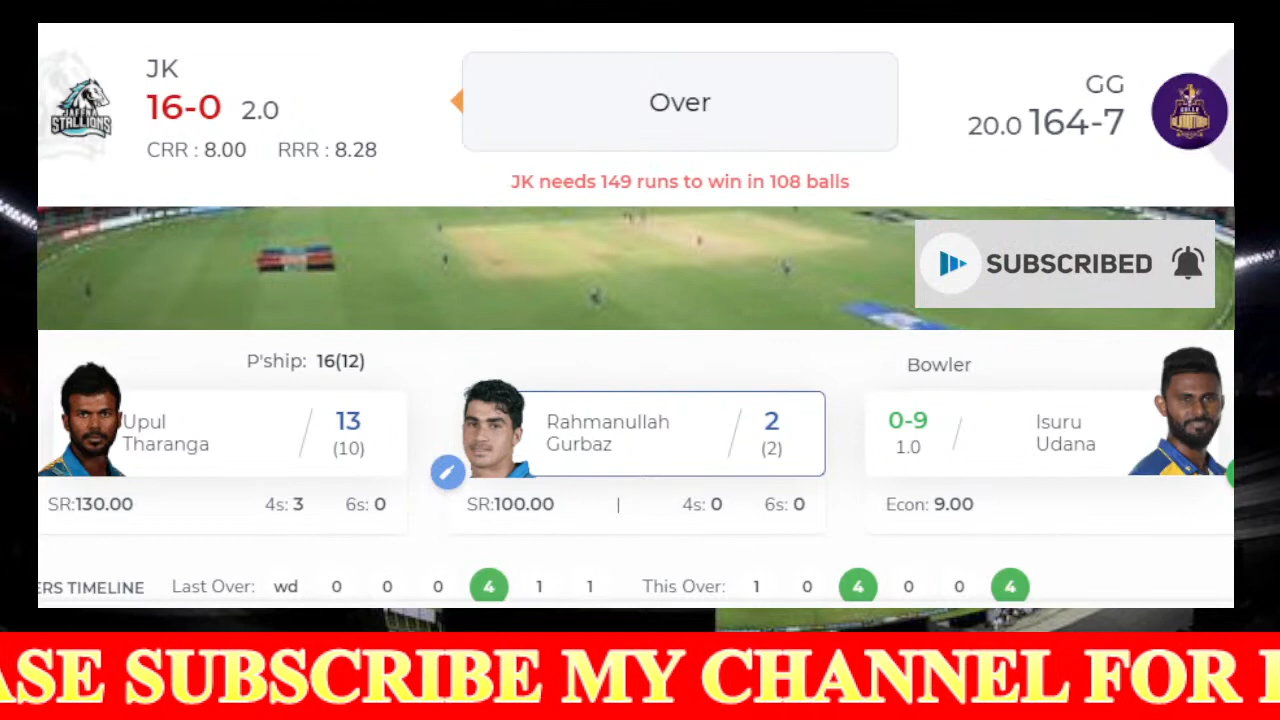 JK
16-0 2.0
CRR : 8.00 RRR : 8.28
JAFFNA
STALLIONS
Over
JK needs 149 runs to win in 108 balls
GG
20.0 164-7
GALLE
SUBSCRIBED
P'ship: 16(12)
Upul
Tharanga
13
(10)
SR:130.00 4s: 3 6s: 0
Rahmanullah
Gurbaz
2
(2)
SR:100.00 | 4s: 0 6s: 0
Bowler
0-9
1.0
Isuru
Udana
Econ: 9.00
ERS TIMELINE Last Over: wd 0 0 0 4 1 1 This Over: 1 0 4 0 0 4
ASE SUBSCRIBE MY CHANNEL FOR